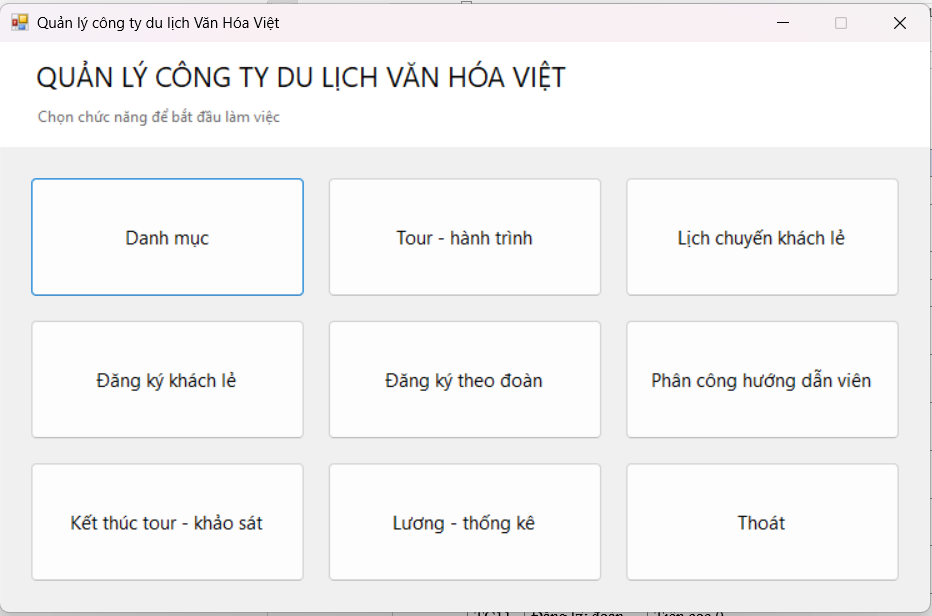 Quản lý công ty du lịch Văn Hóa Việt
QUẢN LÝ CÔNG TY DU LỊCH VĂN HÓA VIỆT
Chọn chức năng để bắt đầu làm việc
Danh mục
Tour - hành trình
Lịch chuyến khách lẻ
Đăng ký khách lẻ
Đăng ký theo đoàn
Phân công hướng dẫn viên
Kết thúc tour - khảo sát
Lương - thống kê
Thoát